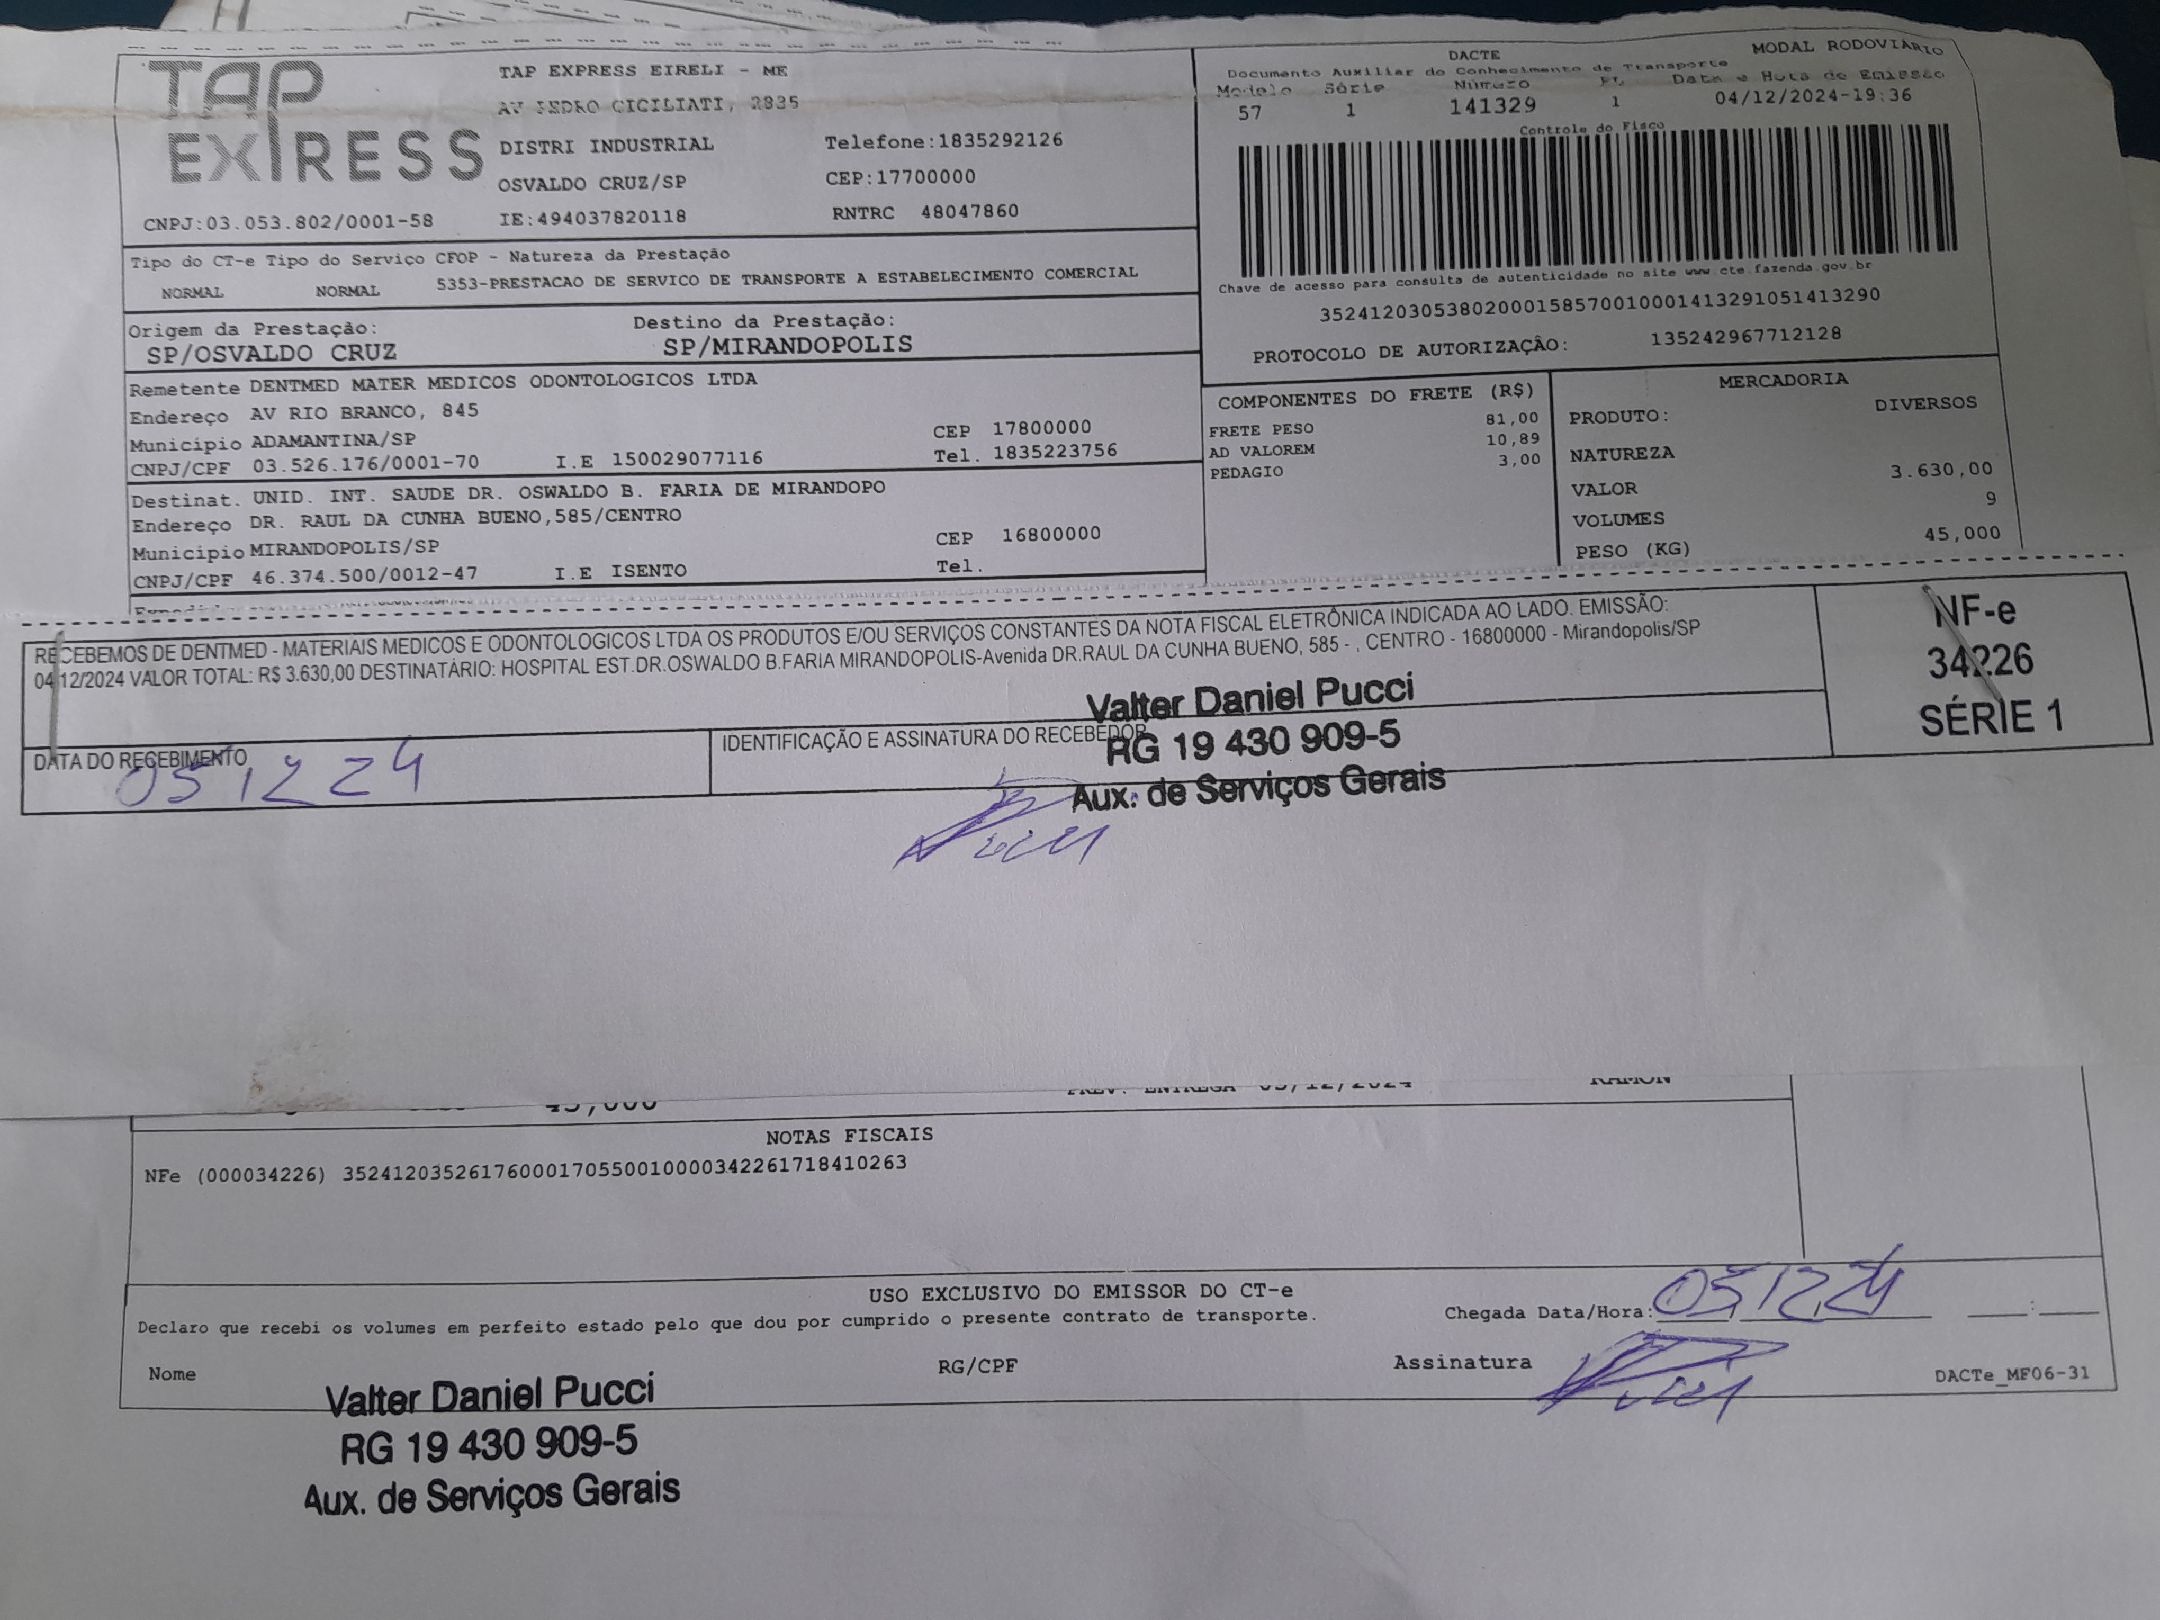 TAP
EXPRESS
TAP EXPRESS EIRELI - ME
AV PEDRO CICILIATI, 2835
DISTRI INDUSTRIAL Telefone:1835292126
OSVALDO CRUZ/SP CEP:17700000
CNPJ:03.053.802/0001-58 IE:494037820118 RNTRC 48047860
DACTE MODAL RODOVIÁRIO
Documento Auxiliar do Conhecimento de Transporte
Modelo Série Número FL Data e Hora de Emissão
57 1 141329 1 04/12/2024-19:36
Controle do Fisco
Chave de acesso para consulta de autenticidade no site www.cte.fazenda.gov.br
35241203053802000158570010001413291051413290
PROTOCOLO DE AUTORIZAÇÃO: 135242967712128
Tipo do CT-e Tipo do Serviço CFOP - Natureza da Prestação
NORMAL NORMAL 5353-PRESTACAO DE SERVICO DE TRANSPORTE A ESTABELECIMENTO COMERCIAL
Origem da Prestação: Destino da Prestação:
SP/OSVALDO CRUZ SP/MIRANDOPOLIS
Remetente DENTMED MATER MEDICOS ODONTOLOGICOS LTDA
Endereço AV RIO BRANCO, 845
Município ADAMANTINA/SP CEP 17800000
CNPJ/CPF 03.526.176/0001-70 I.E 150029077116 Tel. 1835223756
Destinat. UNID. INT. SAUDE DR. OSWALDO B. FARIA DE MIRANDOPO
Endereço DR. RAUL DA CUNHA BUENO,585/CENTRO
Município MIRANDOPOLIS/SP CEP 16800000
CNPJ/CPF 46.374.500/0012-47 I.E ISENTO Tel.
COMPONENTES DO FRETE (R$)
FRETE PESO 81,00
AD VALOREM 10,89
PEDAGIO 3,00
MERCADORIA
PRODUTO: DIVERSOS
NATUREZA
VALOR 3.630,00
VOLUMES 9
PESO (KG) 45,000
RECEBEMOS DE DENTMED - MATERIAIS MEDICOS E ODONTOLOGICOS LTDA OS PRODUTOS E/OU SERVIÇOS CONSTANTES DA NOTA FISCAL ELETRÔNICA INDICADA AO LADO. EMISSÃO:
04/12/2024 VALOR TOTAL: R$ 3.630,00 DESTINATÁRIO: HOSPITAL EST.DR.OSWALDO B.FARIA MIRANDOPOLIS-Avenida DR.RAUL DA CUNHA BUENO, 585 - , CENTRO - 16800000 - Mirandopolis/SP
NF-e
34226
SÉRIE 1
DATA DO RECEBIMENTO
05 12 24
IDENTIFICAÇÃO E ASSINATURA DO RECEBEDOR
Valter Daniel Pucci
RG 19 430 909-5
Aux. de Serviços Gerais
45,000 PREV. ENTREGA 05/12/2024 RAMON
NOTAS FISCAIS
NFe (000034226) 35241203526176000170550010000342261718410263
USO EXCLUSIVO DO EMISSOR DO CT-e
Declaro que recebi os volumes em perfeito estado pelo que dou por cumprido o presente contrato de transporte.
Chegada Data/Hora: 05 12 24 :
Nome RG/CPF Assinatura
DACTe_MF06-31
Valter Daniel Pucci
RG 19 430 909-5
Aux. de Serviços Gerais